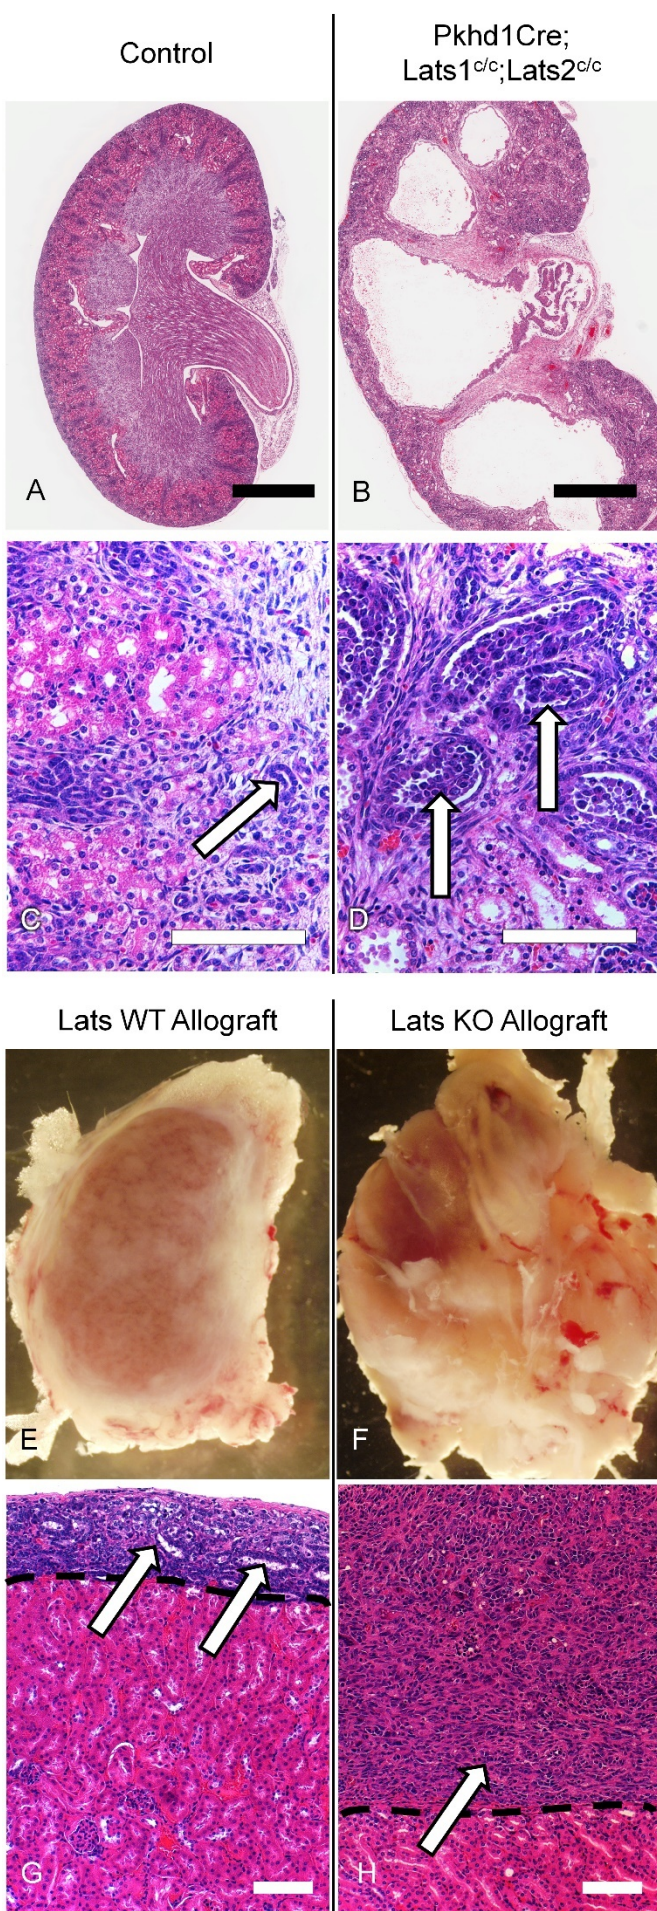 Control
Pkhd1Cre;
Lats1c/c;Lats2c/c
A
B
C
D
Lats WT Allograft
Lats KO Allograft
E
F
G
H